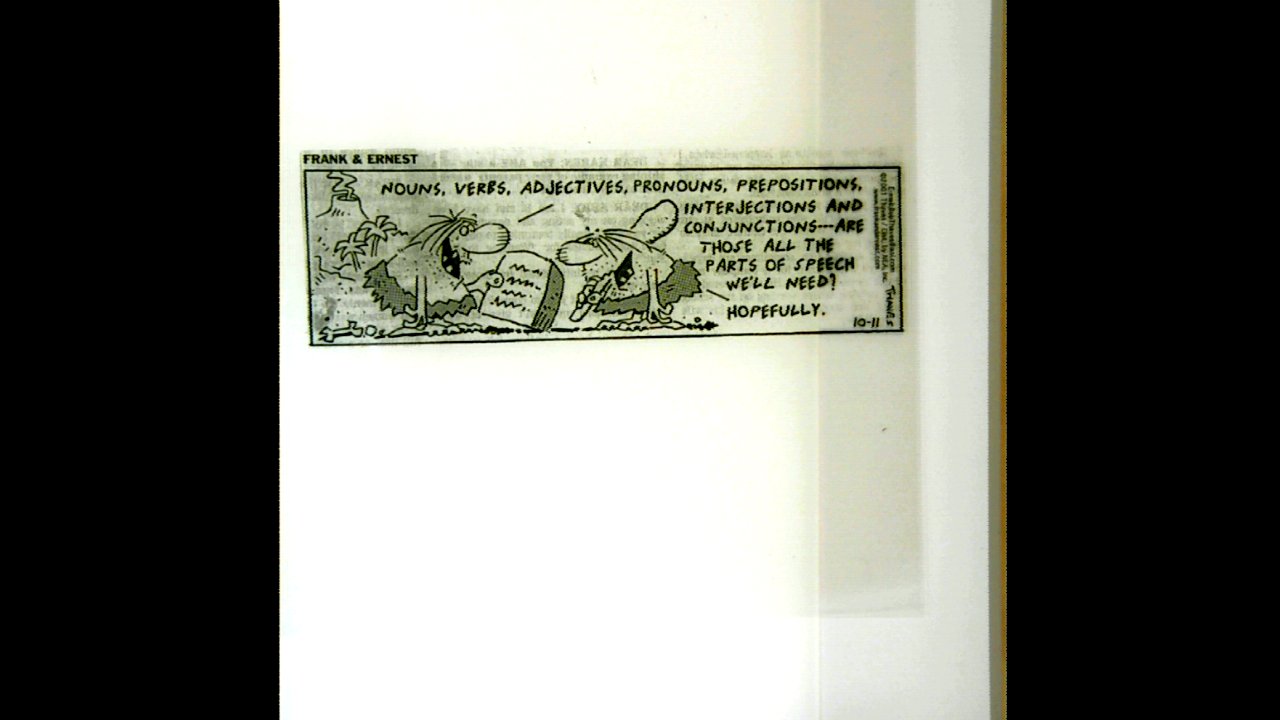 FRANK & ERNEST
NOUNS, VERBS, ADJECTIVES, PRONOUNS, PREPOSITIONS,
INTERJECTIONS AND
CONJUNCTIONS---ARE
THOSE ALL THE
PARTS OF SPEECH
WE'LL NEED?
HOPEFULLY.
10-11
THAVES